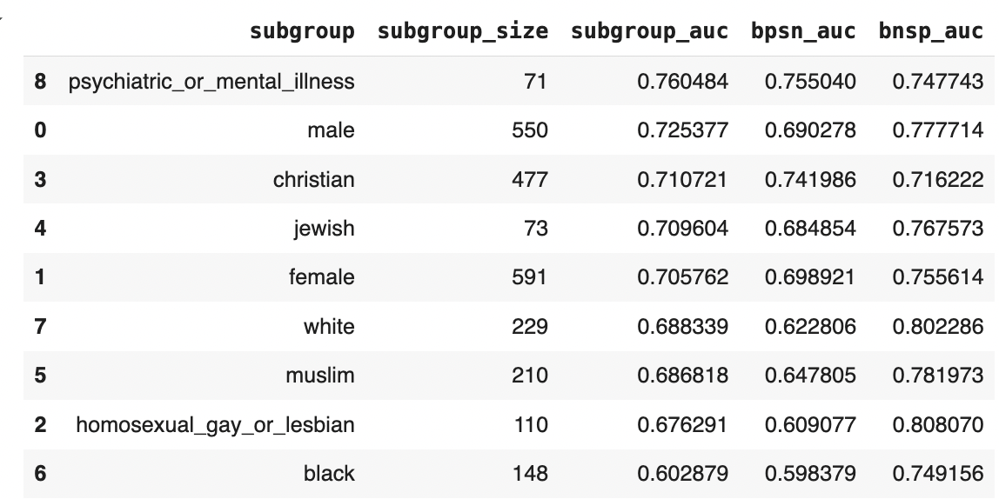 subgroup subgroup_size subgroup_auc bpsn_auc bnsp_auc
8 psychiatric_or_mental_illness 71 0.760484 0.755040 0.747743
0 male 550 0.725377 0.690278 0.777714
3 christian 477 0.710721 0.741986 0.716222
4 jewish 73 0.709604 0.684854 0.767573
1 female 591 0.705762 0.698921 0.755614
7 white 229 0.688339 0.622806 0.802286
5 muslim 210 0.686818 0.647805 0.781973
2 homosexual_gay_or_lesbian 110 0.676291 0.609077 0.808070
6 black 148 0.602879 0.598379 0.749156